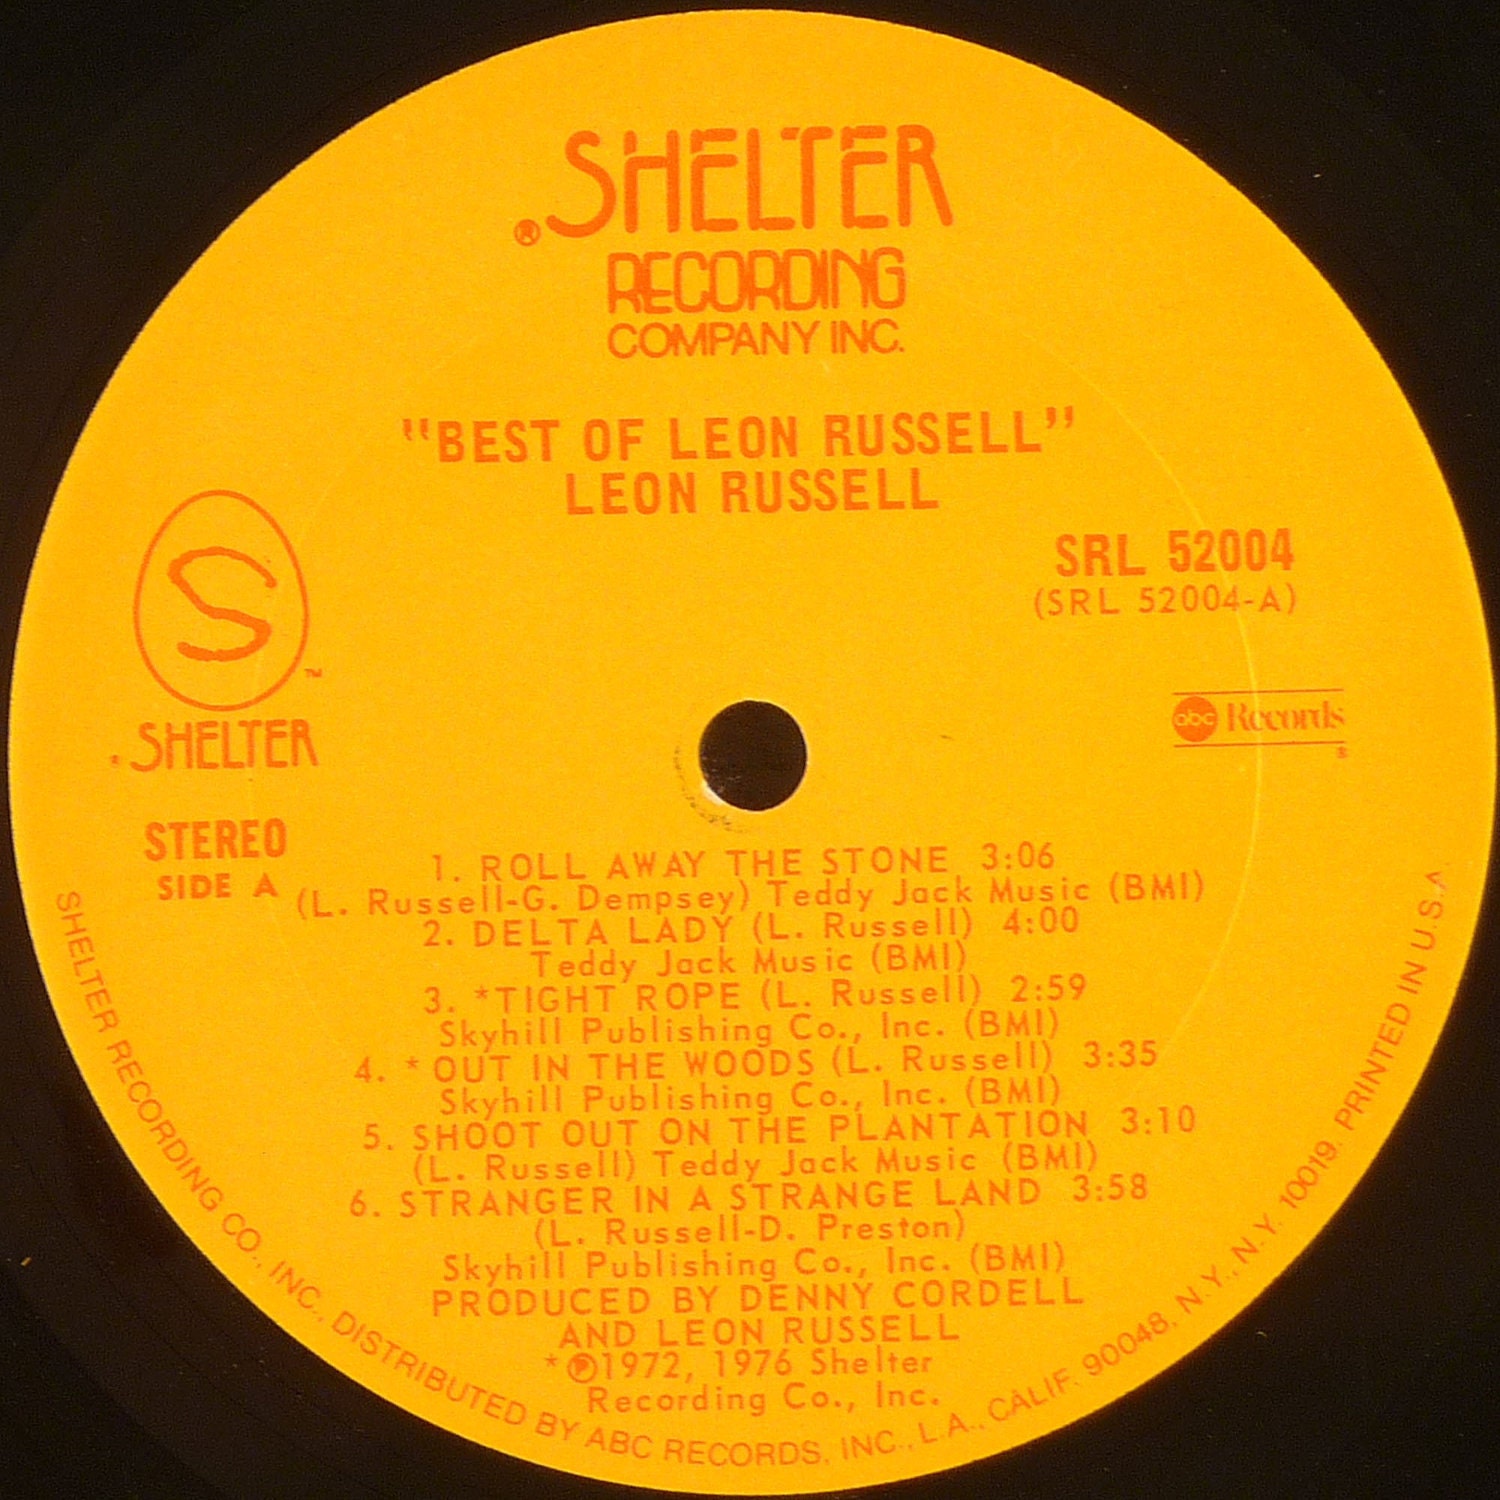 ® SHELTER
RECORDING
COMPANY INC.
"BEST OF LEON RUSSELL"
LEON RUSSELL
SRL 52004
(SRL 52004-A)
S
™
SHELTER
abc Records
®
STEREO
SIDE A
1. ROLL AWAY THE STONE 3:06
(L. Russell-G. Dempsey) Teddy Jack Music (BMI)
2. DELTA LADY (L. Russell) 4:00
Teddy Jack Music (BMI)
3. *TIGHT ROPE (L. Russell) 2:59
Skyhill Publishing Co., Inc. (BMI)
4. * OUT IN THE WOODS (L. Russell) 3:35
Skyhill Publishing Co., Inc. (BMI)
5. SHOOT OUT ON THE PLANTATION 3:10
(L. Russell) Teddy Jack Music (BMI)
6. STRANGER IN A STRANGE LAND 3:58
(L. Russell-D. Preston)
Skyhill Publishing Co., Inc. (BMI)
PRODUCED BY DENNY CORDELL
AND LEON RUSSELL
* ℗1972, 1976 Shelter
Recording Co., Inc.
SHELTER RECORDING CO., INC., DISTRIBUTED BY ABC RECORDS, INC., L.A., CALIF. 90048, N.Y., N.Y. 10019. PRINTED IN U.S.A.